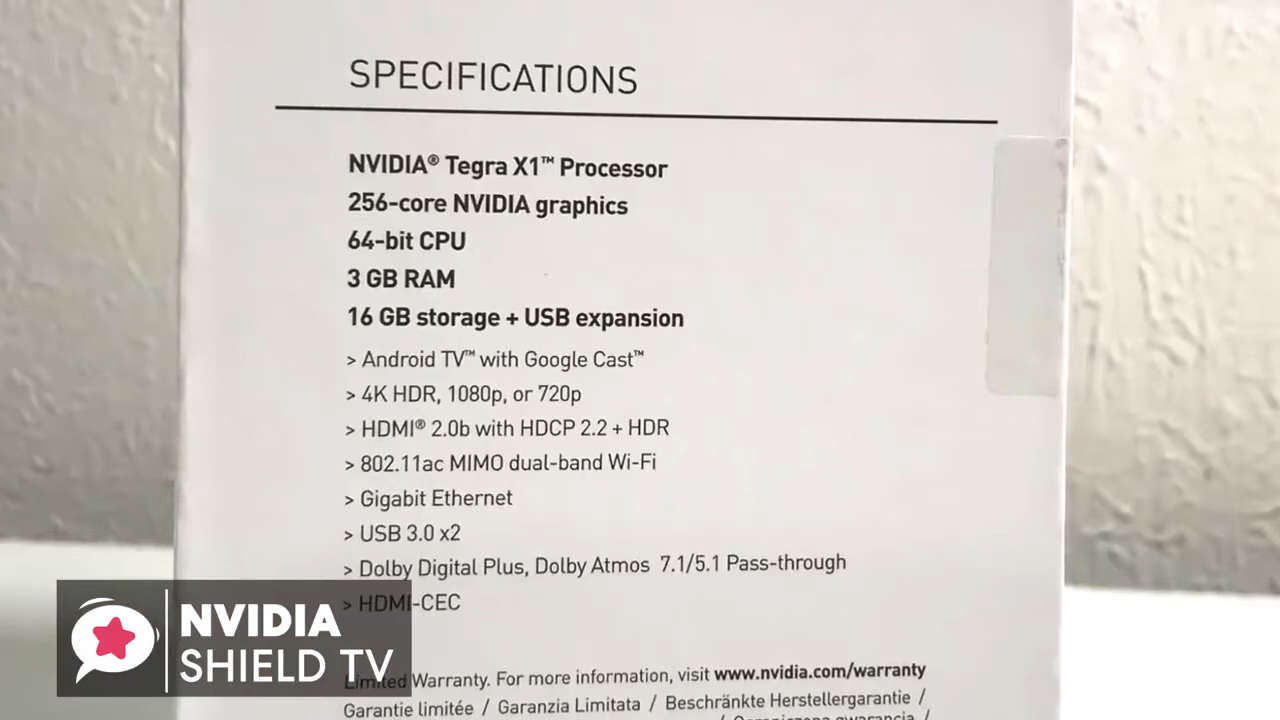 SPECIFICATIONS
NVIDIA® Tegra X1™ Processor
256-core NVIDIA graphics
64-bit CPU
3 GB RAM
16 GB storage + USB expansion
> Android TV™ with Google Cast™
> 4K HDR, 1080p, or 720p
> HDMI® 2.0b with HDCP 2.2 + HDR
> 802.11ac MIMO dual-band Wi-Fi
> Gigabit Ethernet
> USB 3.0 x2
> Dolby Digital Plus, Dolby Atmos 7.1/5.1 Pass-through
> HDMI-CEC
Limited Warranty. For more information, visit www.nvidia.com/warranty
Garantie limitée / Garanzia Limitata / Beschränkte Herstellergarantie /
NVIDIA
SHIELD TV